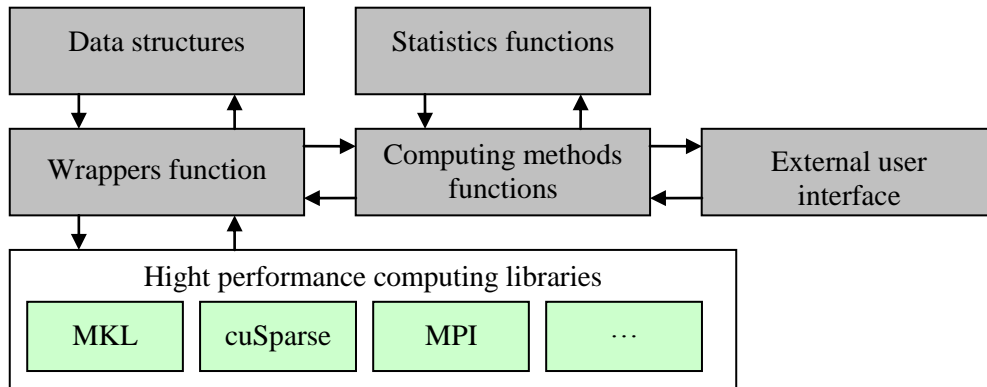 Data structures
Statistics functions
Wrappers function
Computing methods
functions
External user
interface
Hight performance computing libraries
MKL
cuSparse
MPI
...